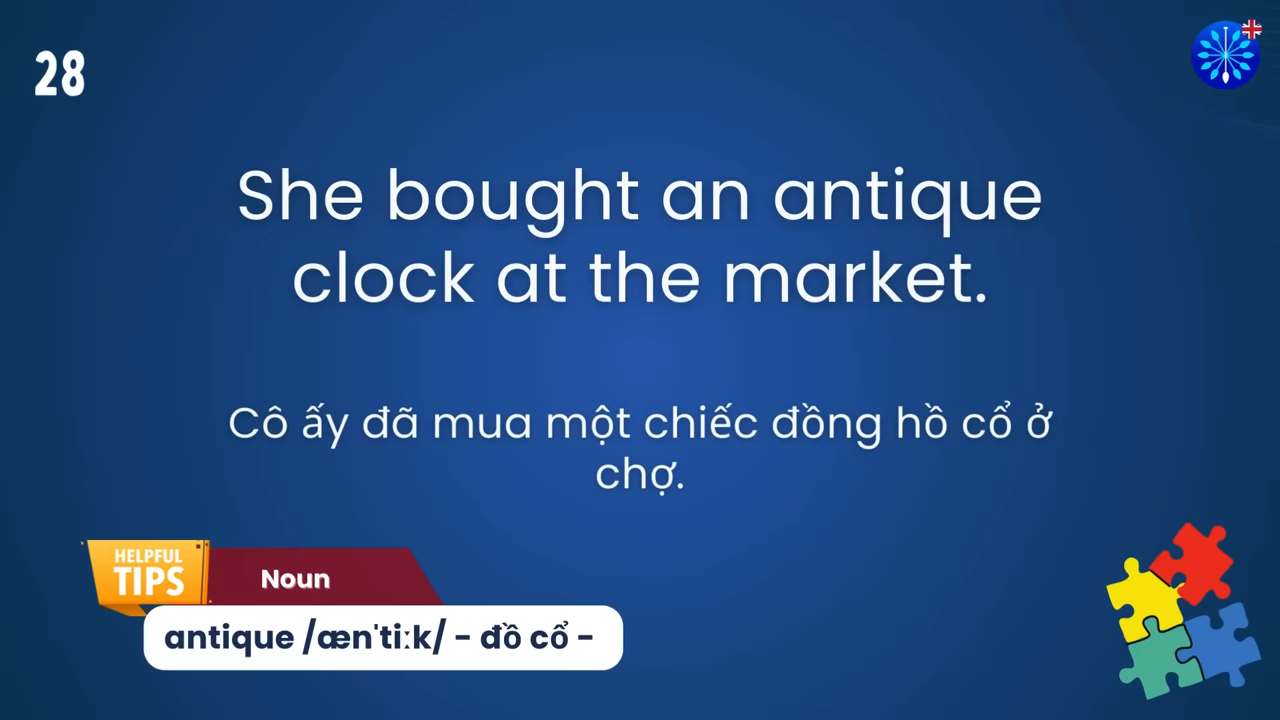 28
She bought an antique
clock at the market.
Cô ấy đã mua một chiếc đồng hồ cổ ở
chợ.
HELPFUL
TIPS
Noun
antique /ænˈtiːk/ - đồ cổ -